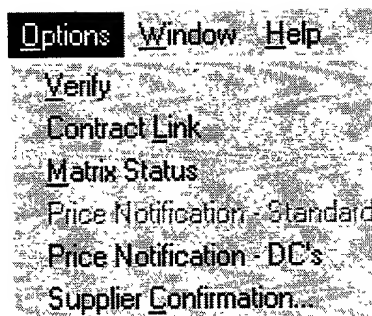 Options Window Help
Verify
Contract Link
Matrix Status
Price Notification - Standard
Price Notification - DC's
Supplier Confirmation...